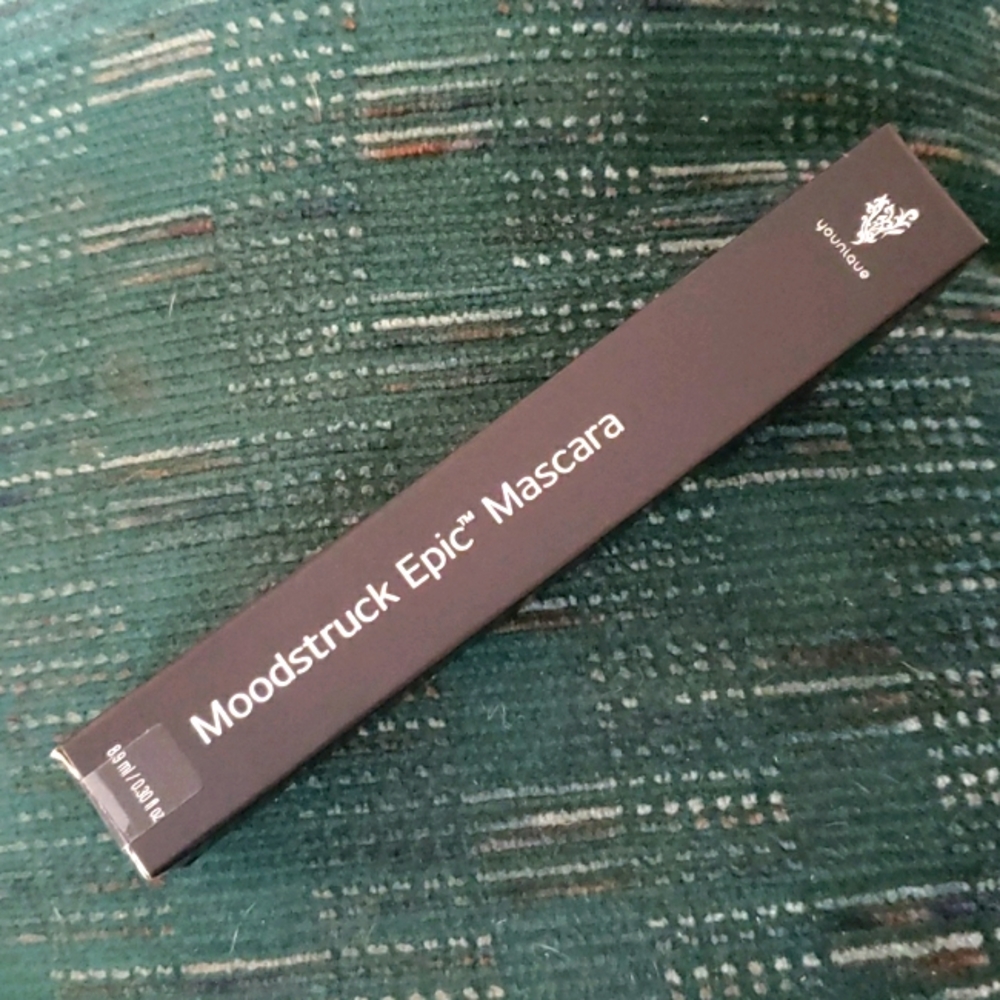 younique
Moodstruck Epic™ Mascara
8.9 ml / 0.30 fl oz